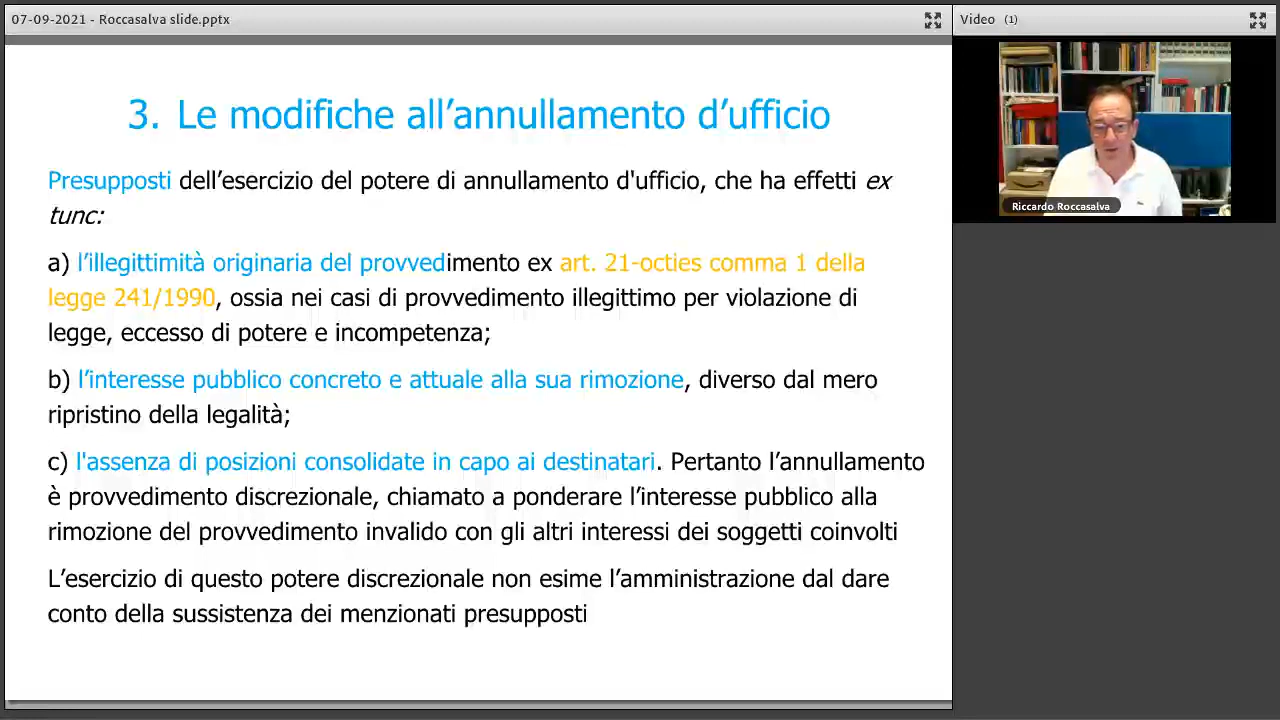 07-09-2021 - Roccasalva slide.pptx
Video (1)
Riccardo Roccasalva
3. Le modifiche all’annullamento d’ufficio
Presupposti dell’esercizio del potere di annullamento d'ufficio, che ha effetti ex
tunc:
a) l’illegittimità originaria del provvedimento ex art. 21-octies comma 1 della
legge 241/1990, ossia nei casi di provvedimento illegittimo per violazione di
legge, eccesso di potere e incompetenza;
b) l’interesse pubblico concreto e attuale alla sua rimozione, diverso dal mero
ripristino della legalità;
c) l'assenza di posizioni consolidate in capo ai destinatari. Pertanto l’annullamento
è provvedimento discrezionale, chiamato a ponderare l’interesse pubblico alla
rimozione del provvedimento invalido con gli altri interessi dei soggetti coinvolti
L’esercizio di questo potere discrezionale non esime l’amministrazione dal dare
conto della sussistenza dei menzionati presupposti